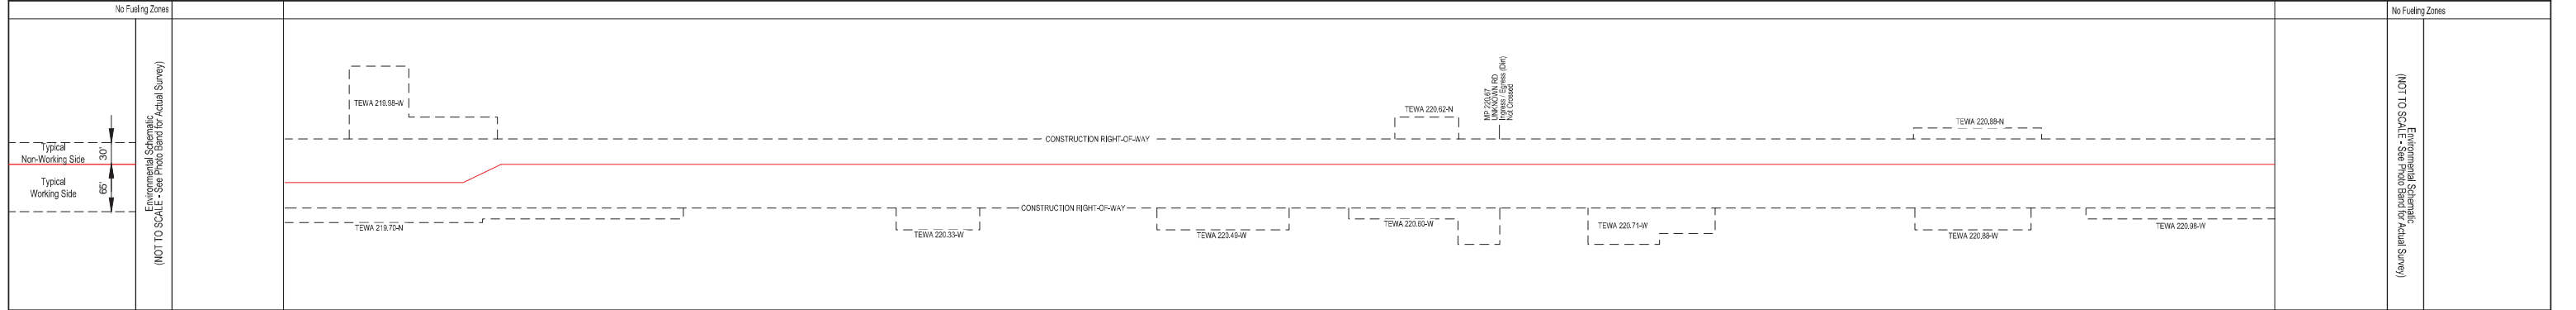 No Fueling Zones
No Fueling Zones
Environmental Schematic
(NOT TO SCALE - See Photo Band for Actual Survey)
Typical
Non-Working Side
30'
Typical
Working Side
65'
TEWA 219.98-W
TEWA 220.62-N
MP 220.67
UNKNOWN RD
Ingress / Egress (Dirt)
Not Crossed
TEWA 220.88-N
CONSTRUCTION RIGHT-OF-WAY
CONSTRUCTION RIGHT-OF-WAY
TEWA 219.70-N
TEWA 220.33-W
TEWA 220.49-W
TEWA 220.60-W
TEWA 220.71-W
TEWA 220.88-W
TEWA 220.98-W
Environmental Schematic
(NOT TO SCALE - See Photo Band for Actual Survey)